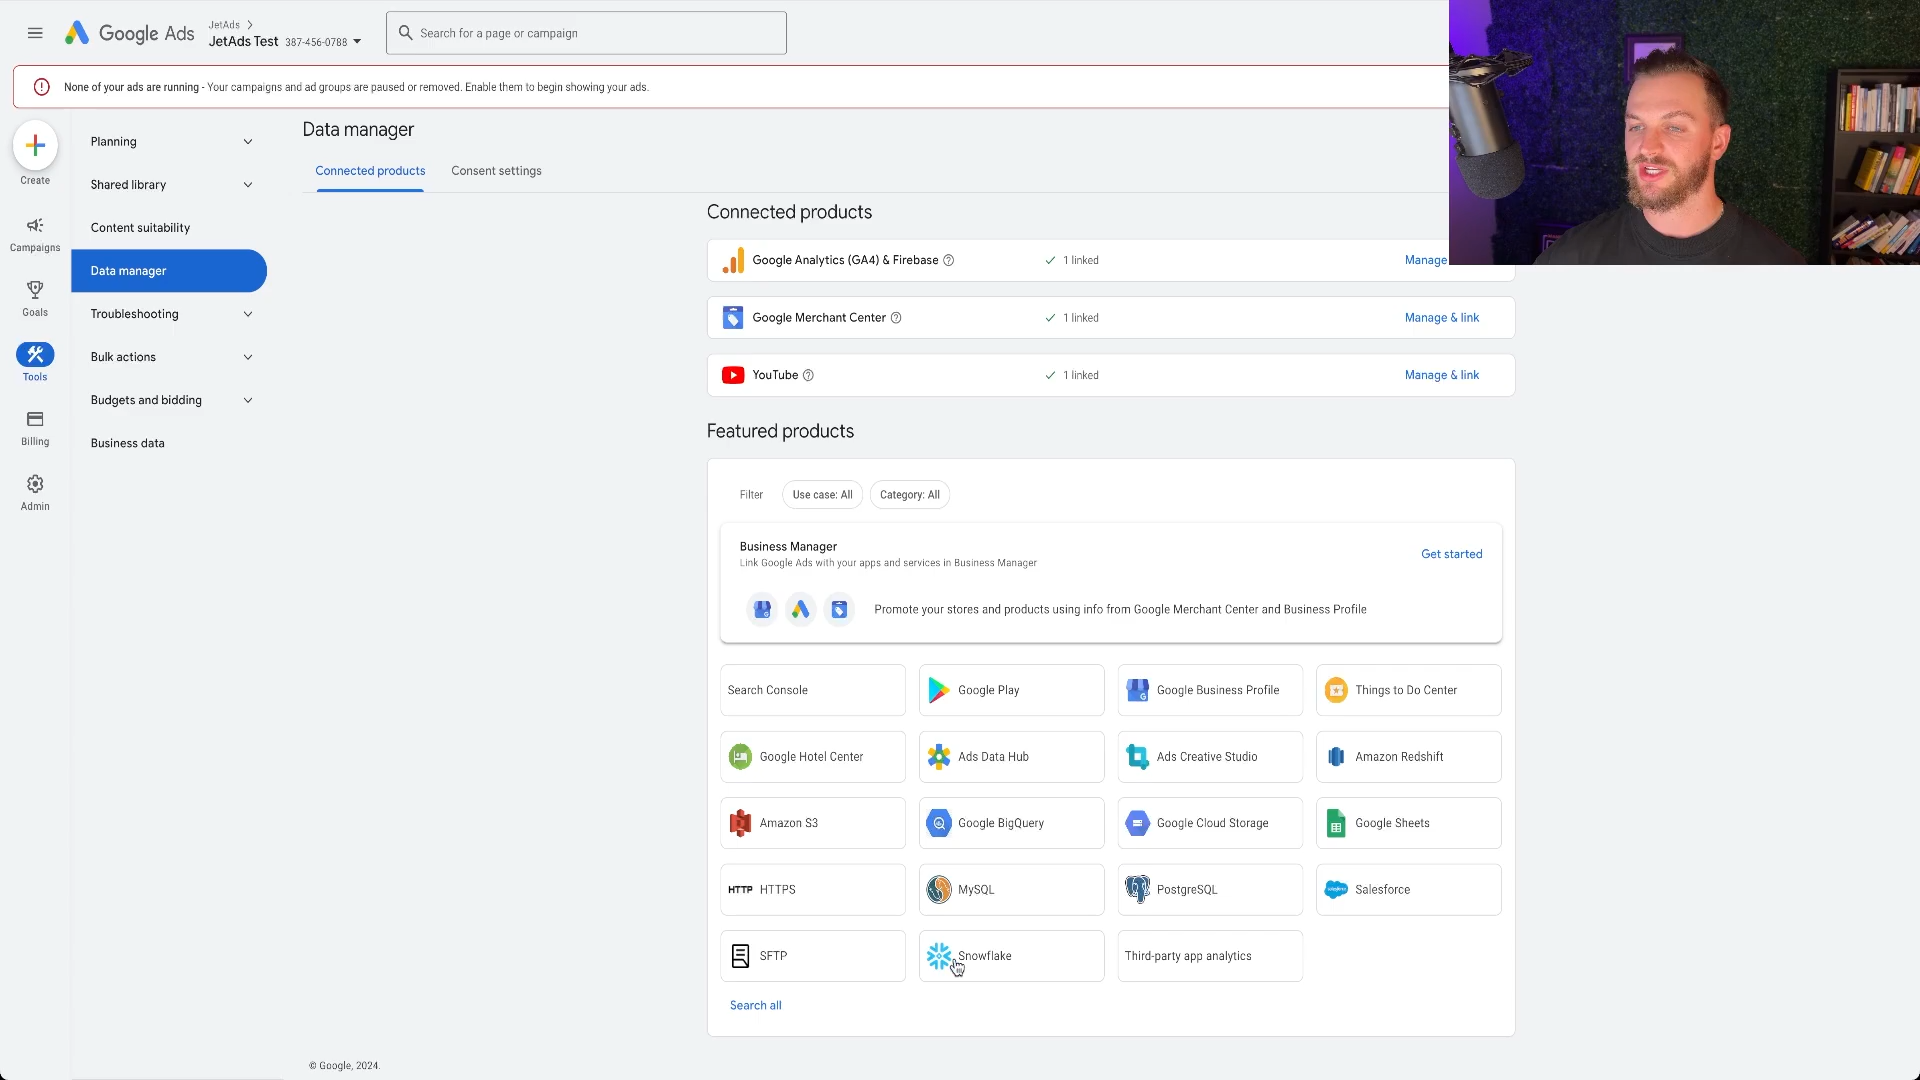 Google Ads
JetAds
JetAds Test 387-456-0788
Search for a page or campaign
None of your ads are running - Your campaigns and ad groups are paused or removed. Enable them to begin showing your ads.
Create
Campaigns
Goals
Tools
Billing
Admin
Planning
Shared library
Content suitability
Data manager
Troubleshooting
Bulk actions
Budgets and bidding
Business data
Data manager
Connected products Consent settings
Connected products
Google Analytics (GA4) & Firebase 1 linked Manage
Google Merchant Center 1 linked Manage & link
YouTube 1 linked Manage & link
Featured products
Filter Use case: All Category: All
Business Manager
Link Google Ads with your apps and services in Business Manager
Get started
Promote your stores and products using info from Google Merchant Center and Business Profile
Search Console Google Play Google Business Profile Things to Do Center
Google Hotel Center Ads Data Hub Ads Creative Studio Amazon Redshift
Amazon S3 Google BigQuery Google Cloud Storage Google Sheets
HTTP HTTPS MySQL PostgreSQL Salesforce
SFTP Snowflake Third-party app analytics
Search all
© Google, 2024.